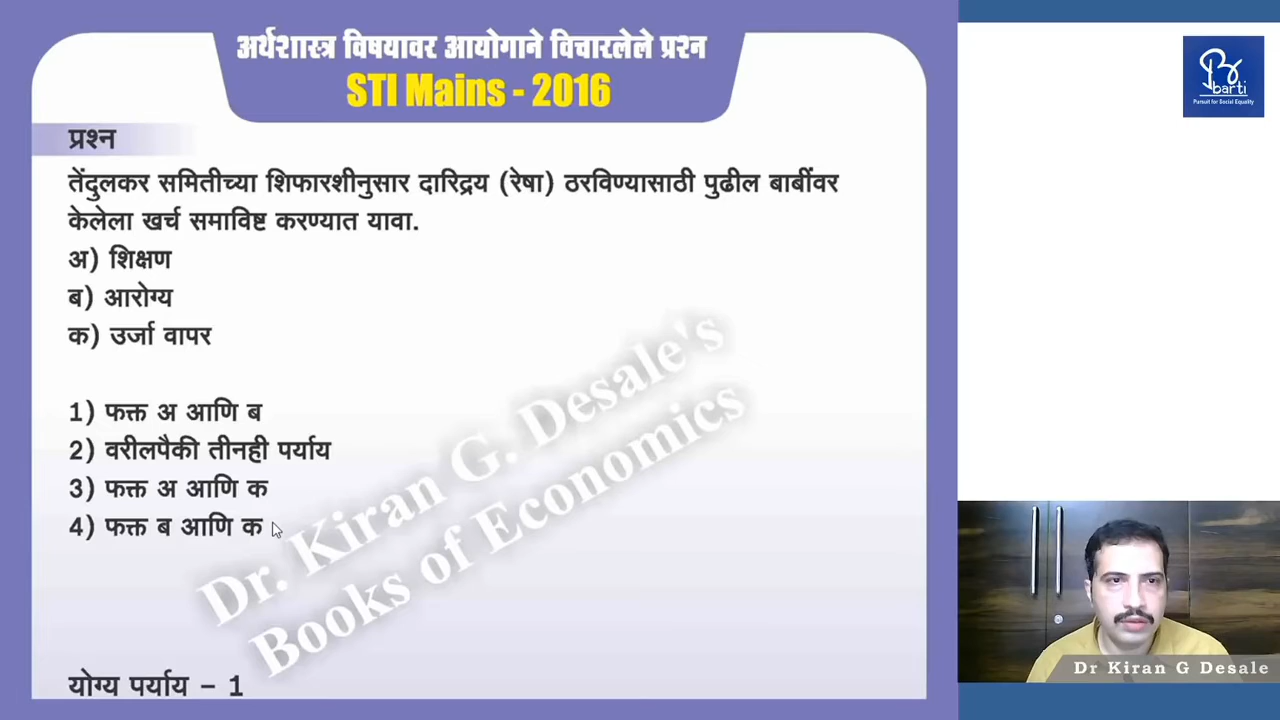 अर्थशास्त्र विषयावर आयोगाने विचारलेले प्रश्न
STI Mains - 2016
प्रश्न
तेंदुलकर समितीच्या शिफारशीनुसार दारिद्रय (रेषा) ठरविण्यासाठी पुढील बाबींवर
केलेला खर्च समाविष्ट करण्यात यावा.
अ) शिक्षण
ब) आरोग्य
क) उर्जा वापर
1) फक्त अ आणि ब
2) वरीलपैकी तीनही पर्याय
3) फक्त अ आणि क
4) फक्त ब आणि क
योग्य पर्याय – 1
Dr. Kiran G. Desale's
Books of Economics
barti
Pursuit for Social Equality
Dr Kiran G Desale